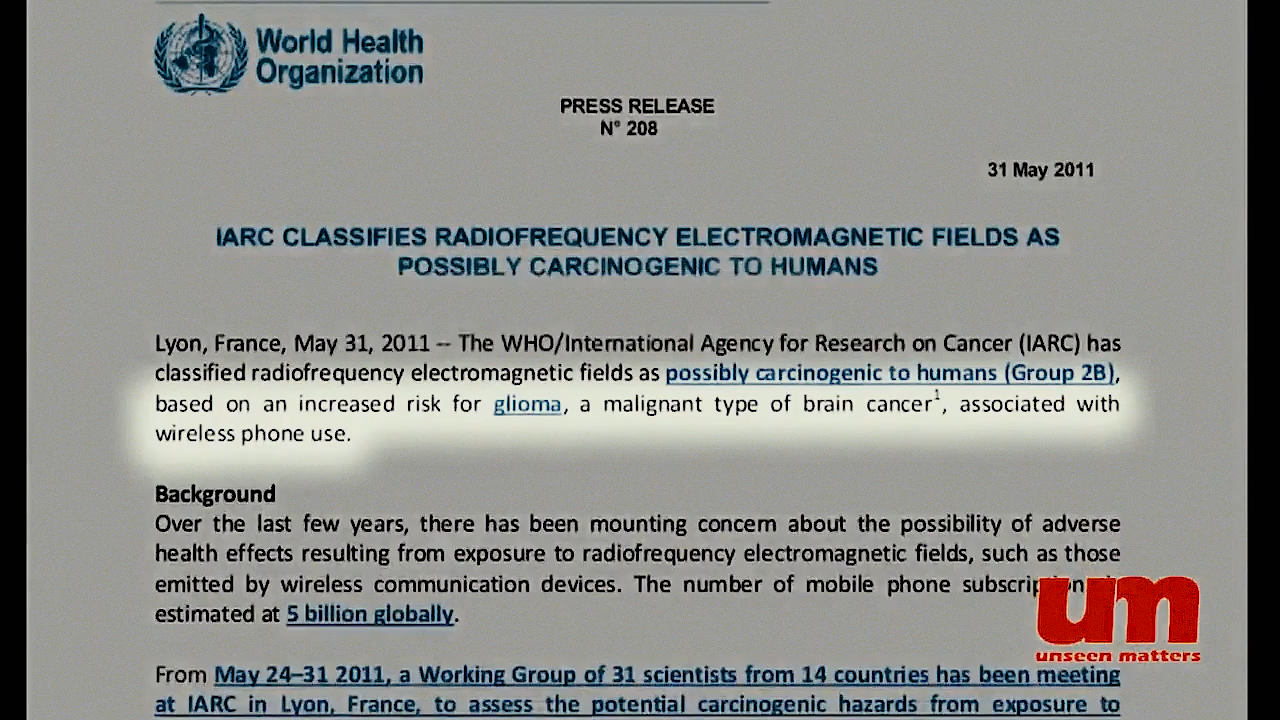 World Health
Organization
PRESS RELEASE
N° 208
31 May 2011
IARC CLASSIFIES RADIOFREQUENCY ELECTROMAGNETIC FIELDS AS
POSSIBLY CARCINOGENIC TO HUMANS
Lyon, France, May 31, 2011 -- The WHO/International Agency for Research on Cancer (IARC) has
classified radiofrequency electromagnetic fields as possibly carcinogenic to humans (Group 2B),
based on an increased risk for glioma, a malignant type of brain cancer¹, associated with
wireless phone use.
Background
Over the last few years, there has been mounting concern about the possibility of adverse
health effects resulting from exposure to radiofrequency electromagnetic fields, such as those
emitted by wireless communication devices. The number of mobile phone
estimated at 5 billion globally.
From May 24–31 2011, a Working Group of 31 scientists from 14 countries has been meeting
at IARC in Lyon, France, to assess the potential carcinogenic hazards from exposure to
um
unseen matters